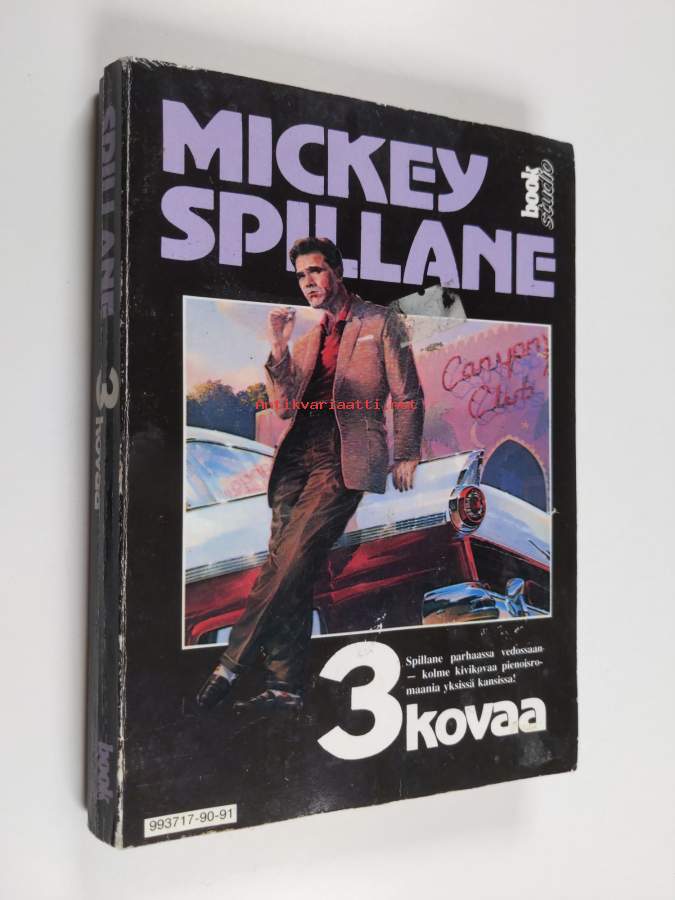 MICKEY
SPILLANE
book
studio
Canyon
Club
Antikvariaatti.net
3 kovaa
Spillane parhaassa vedossaan
— kolme kivikovaa pienoisro-
maania yksissä kansissa!
993717-90-91
SPILLANE 3 kovaa
book